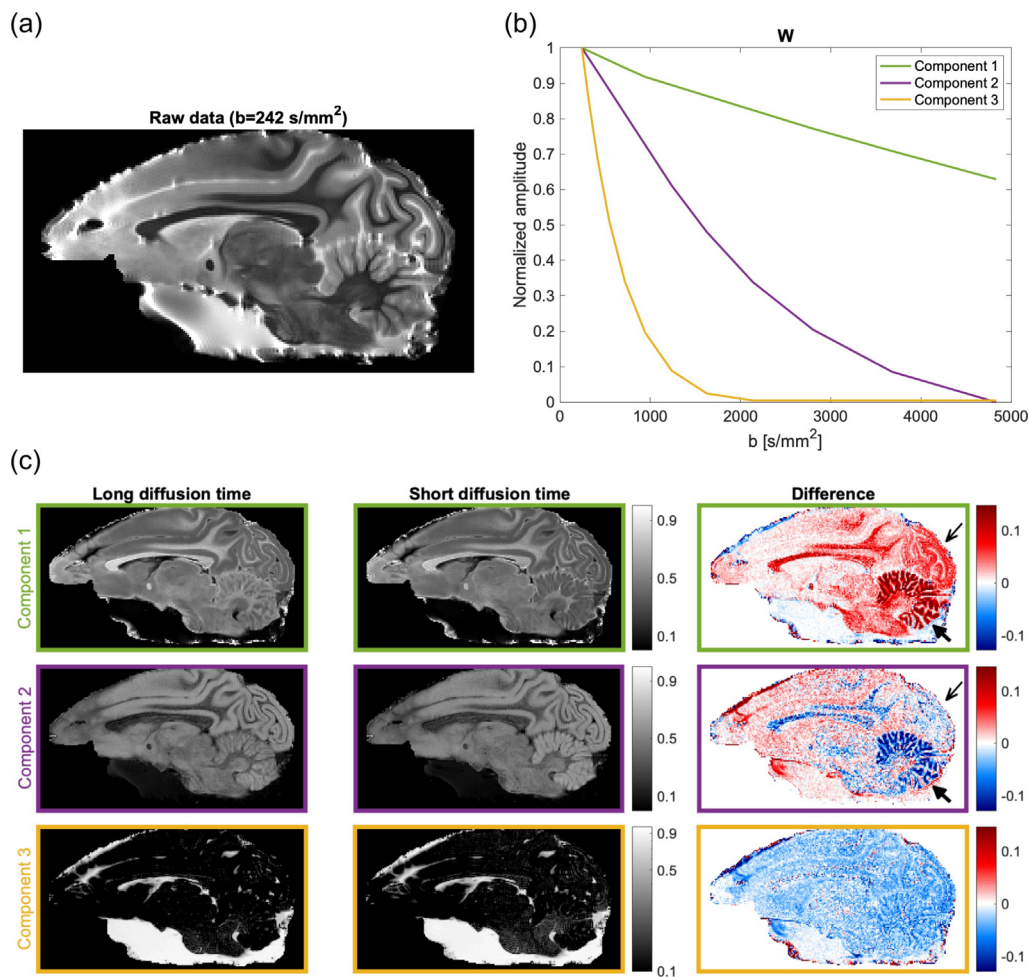 (a)
Raw data (b=242 s/mm²)
(b)
W
Normalized amplitude
1
0.9
0.8
0.7
0.6
0.5
0.4
0.3
0.2
0.1
0
0 1000 2000 3000 4000 5000
b [s/mm²]
Component 1
Component 2
Component 3
(c)
Long diffusion time Short diffusion time Difference
Component 1
0.9
0.5
0.1
0.1
0
-0.1
Component 2
0.9
0.5
0.1
0.1
0
-0.1
Component 3
0.9
0.5
0.1
0.1
0
-0.1